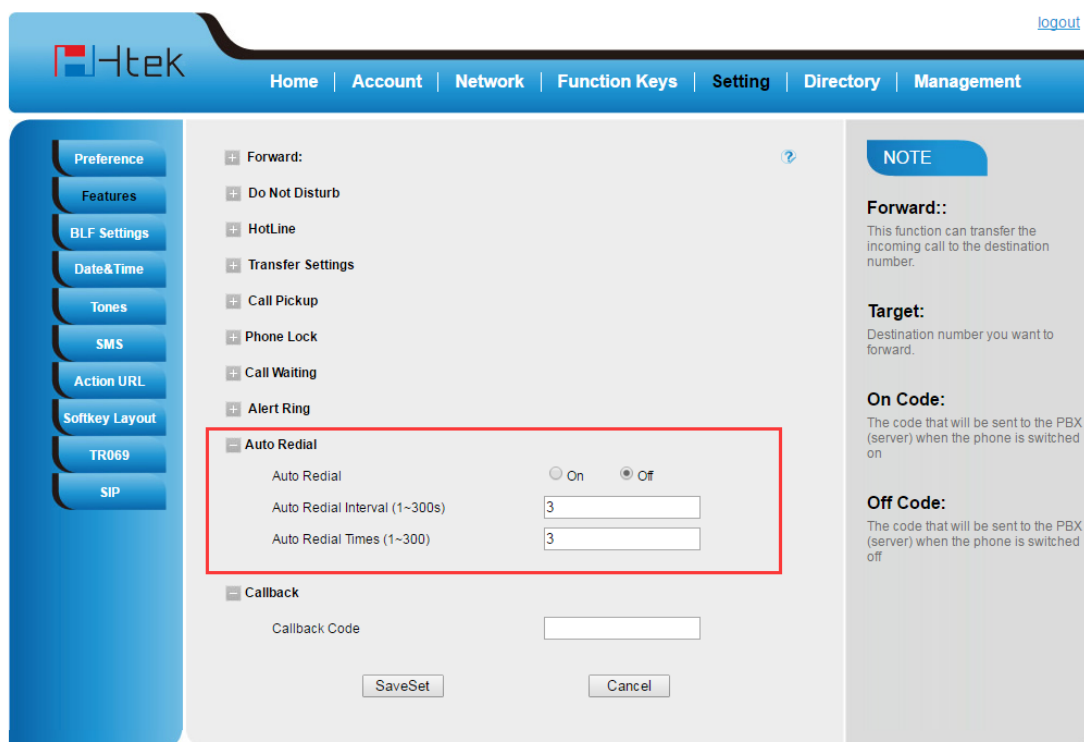 logout
Htek
Home | Account | Network | Function Keys | Setting | Directory | Management
Preference
Features
BLF Settings
Date&Time
Tones
SMS
Action URL
Softkey Layout
TR069
SIP
Forward:
Do Not Disturb
HotLine
Transfer Settings
Call Pickup
Phone Lock
Call Waiting
Alert Ring
Auto Redial
Auto Redial On Off
Auto Redial Interval (1~300s) 3
Auto Redial Times (1~300) 3
Callback
Callback Code
SaveSet Cancel
NOTE
Forward::
This function can transfer the
incoming call to the destination
number.
Target:
Destination number you want to
forward.
On Code:
The code that will be sent to the PBX
(server) when the phone is switched
on
Off Code:
The code that will be sent to the PBX
(server) when the phone is switched
off